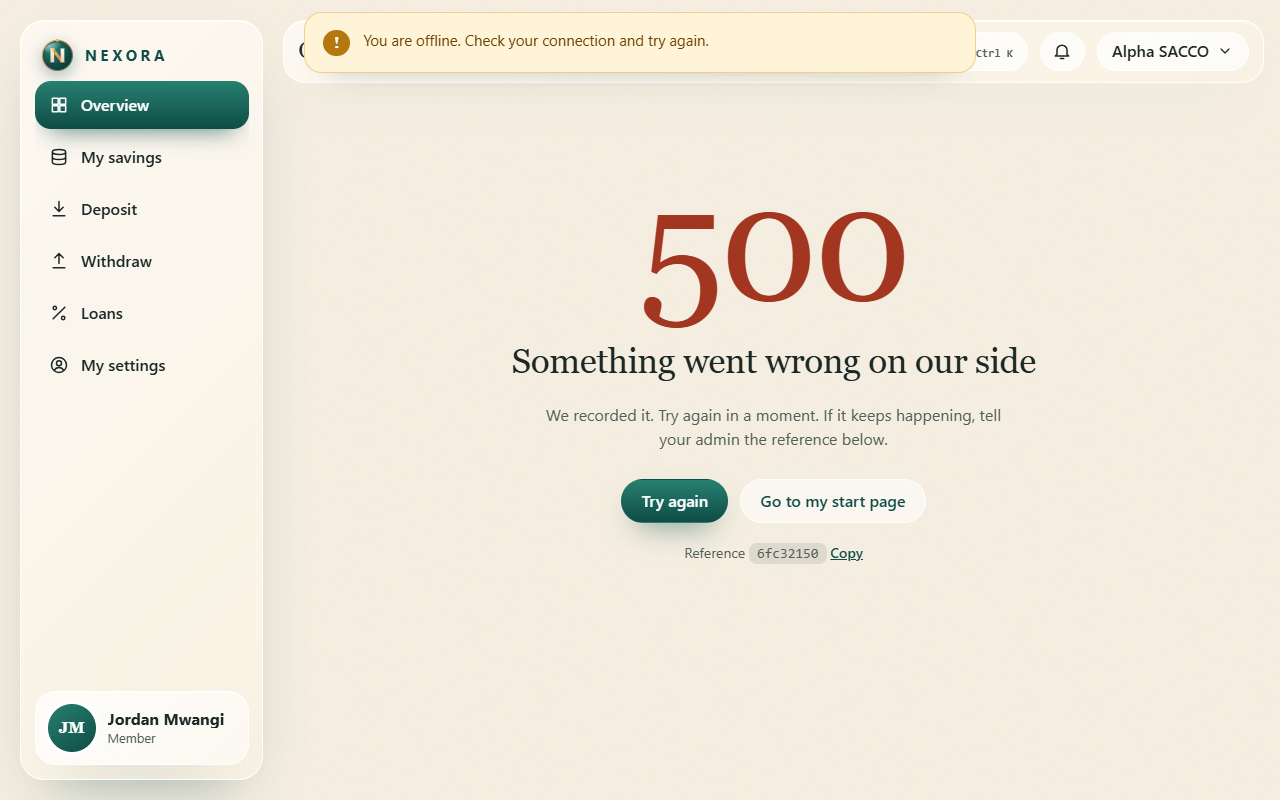 NEXORA
Overview
My savings
Deposit
Withdraw
Loans
My settings
JM
Jordan Mwangi
Member
You are offline. Check your connection and try again.
Ctrl K
Alpha SACCO
500
Something went wrong on our side
We recorded it. Try again in a moment. If it keeps happening, tell
your admin the reference below.
Try again
Go to my start page
Reference 6fc32150 Copy